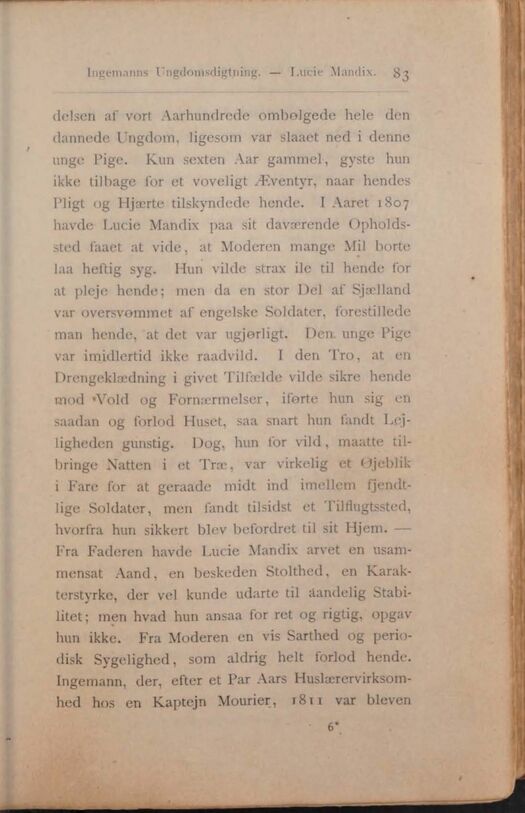 Ingemanns Ungdomsdigtning. — Lucie Mandix. 83
delsen af vort Aarhundrede ombølgede hele den
dannede Ungdom, ligesom var slaaet ned i denne
unge Pige. Kun sexten Aar gammel, gyste hun
ikke tilbage for et voveligt Æventyr, naar hendes
Pligt og Hjærte tilskyndede hende. I Aaret 1807
havde Lucie Mandix paa sit daværende Opholds-
sted faaet at vide, at Moderen mange Mil borte
laa heftig syg. Hun vilde strax ile til hende for
at pleje hende; men da en stor Del af Sjælland
var oversvømmet af engelske Soldater, forestillede
man hende, at det var ugjørligt. Den unge Pige
var imidlertid ikke raadvild. I den Tro, at en
Drengeklædning i givet Tilfælde vilde sikre hende
mod Vold og Fornærmelser, iførte hun sig en
saadan og forlod Huset, saa snart hun fandt Lej-
ligheden gunstig. Dog, hun for vild, maatte til-
bringe Natten i et Træ, var virkelig et Øjeblik
i Fare for at geraade midt ind imellem fjendt-
lige Soldater, men fandt tilsidst et Tilflugtssted,
hvorfra hun sikkert blev befordret til sit Hjem. —
Fra Faderen havde Lucie Mandix arvet en usam-
mensat Aand, en beskeden Stolthed, en Karak-
terstyrke, der vel kunde udarte til aandelig Stabi-
litet; men hvad hun ansaa for ret og rigtig, opgav
hun ikke. Fra Moderen en vis Sarthed og perio-
disk Sygelighed, som aldrig helt forlod hende.
Ingemann, der, efter et Par Aars Huslærervirksom-
hed hos en Kaptejn Mourier, 1811 var bleven
6*